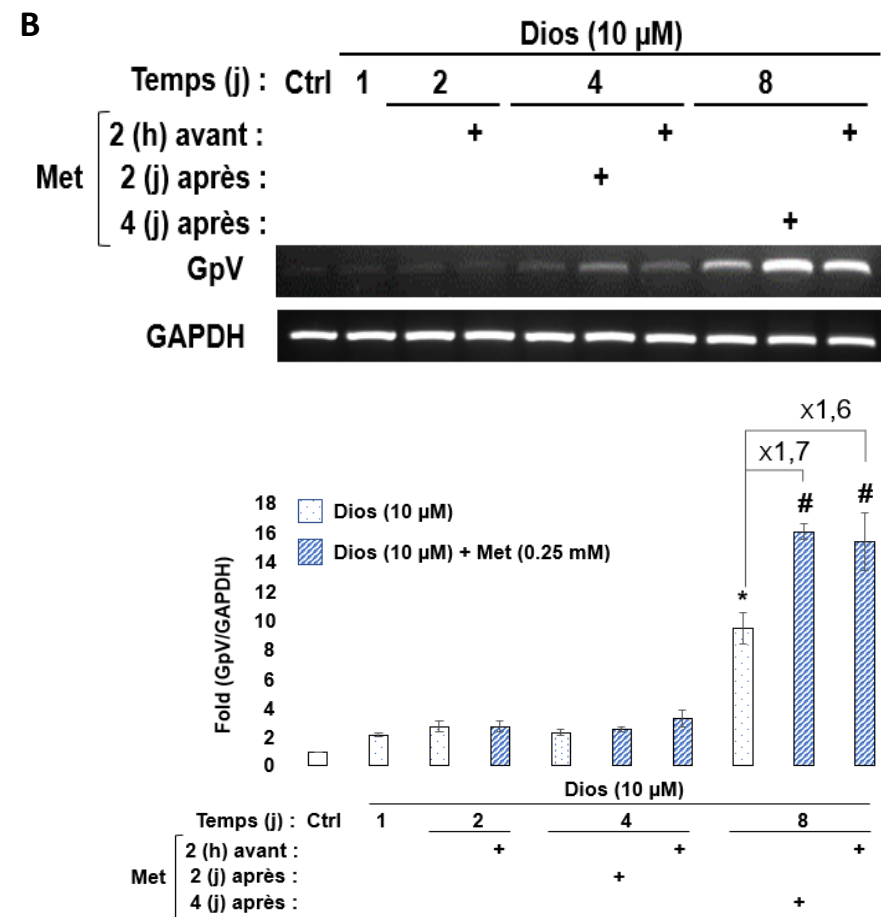 B
Dios (10 µM)
Temps (j) : Ctrl 1 2 4 8
2 (h) avant : + + +
Met 2 (j) après : +
4 (j) après : +
GpV
GAPDH
x1,6
x1,7
# #
*
18
16
14
12
10
8
6
4
2
0
Fold (GpV/GAPDH)
Dios (10 µM)
Dios (10 µM) + Met (0.25 mM)
Dios (10 µM)
Temps (j) : Ctrl 1 2 4 8
2 (h) avant : + + +
Met 2 (j) après : +
4 (j) après : +